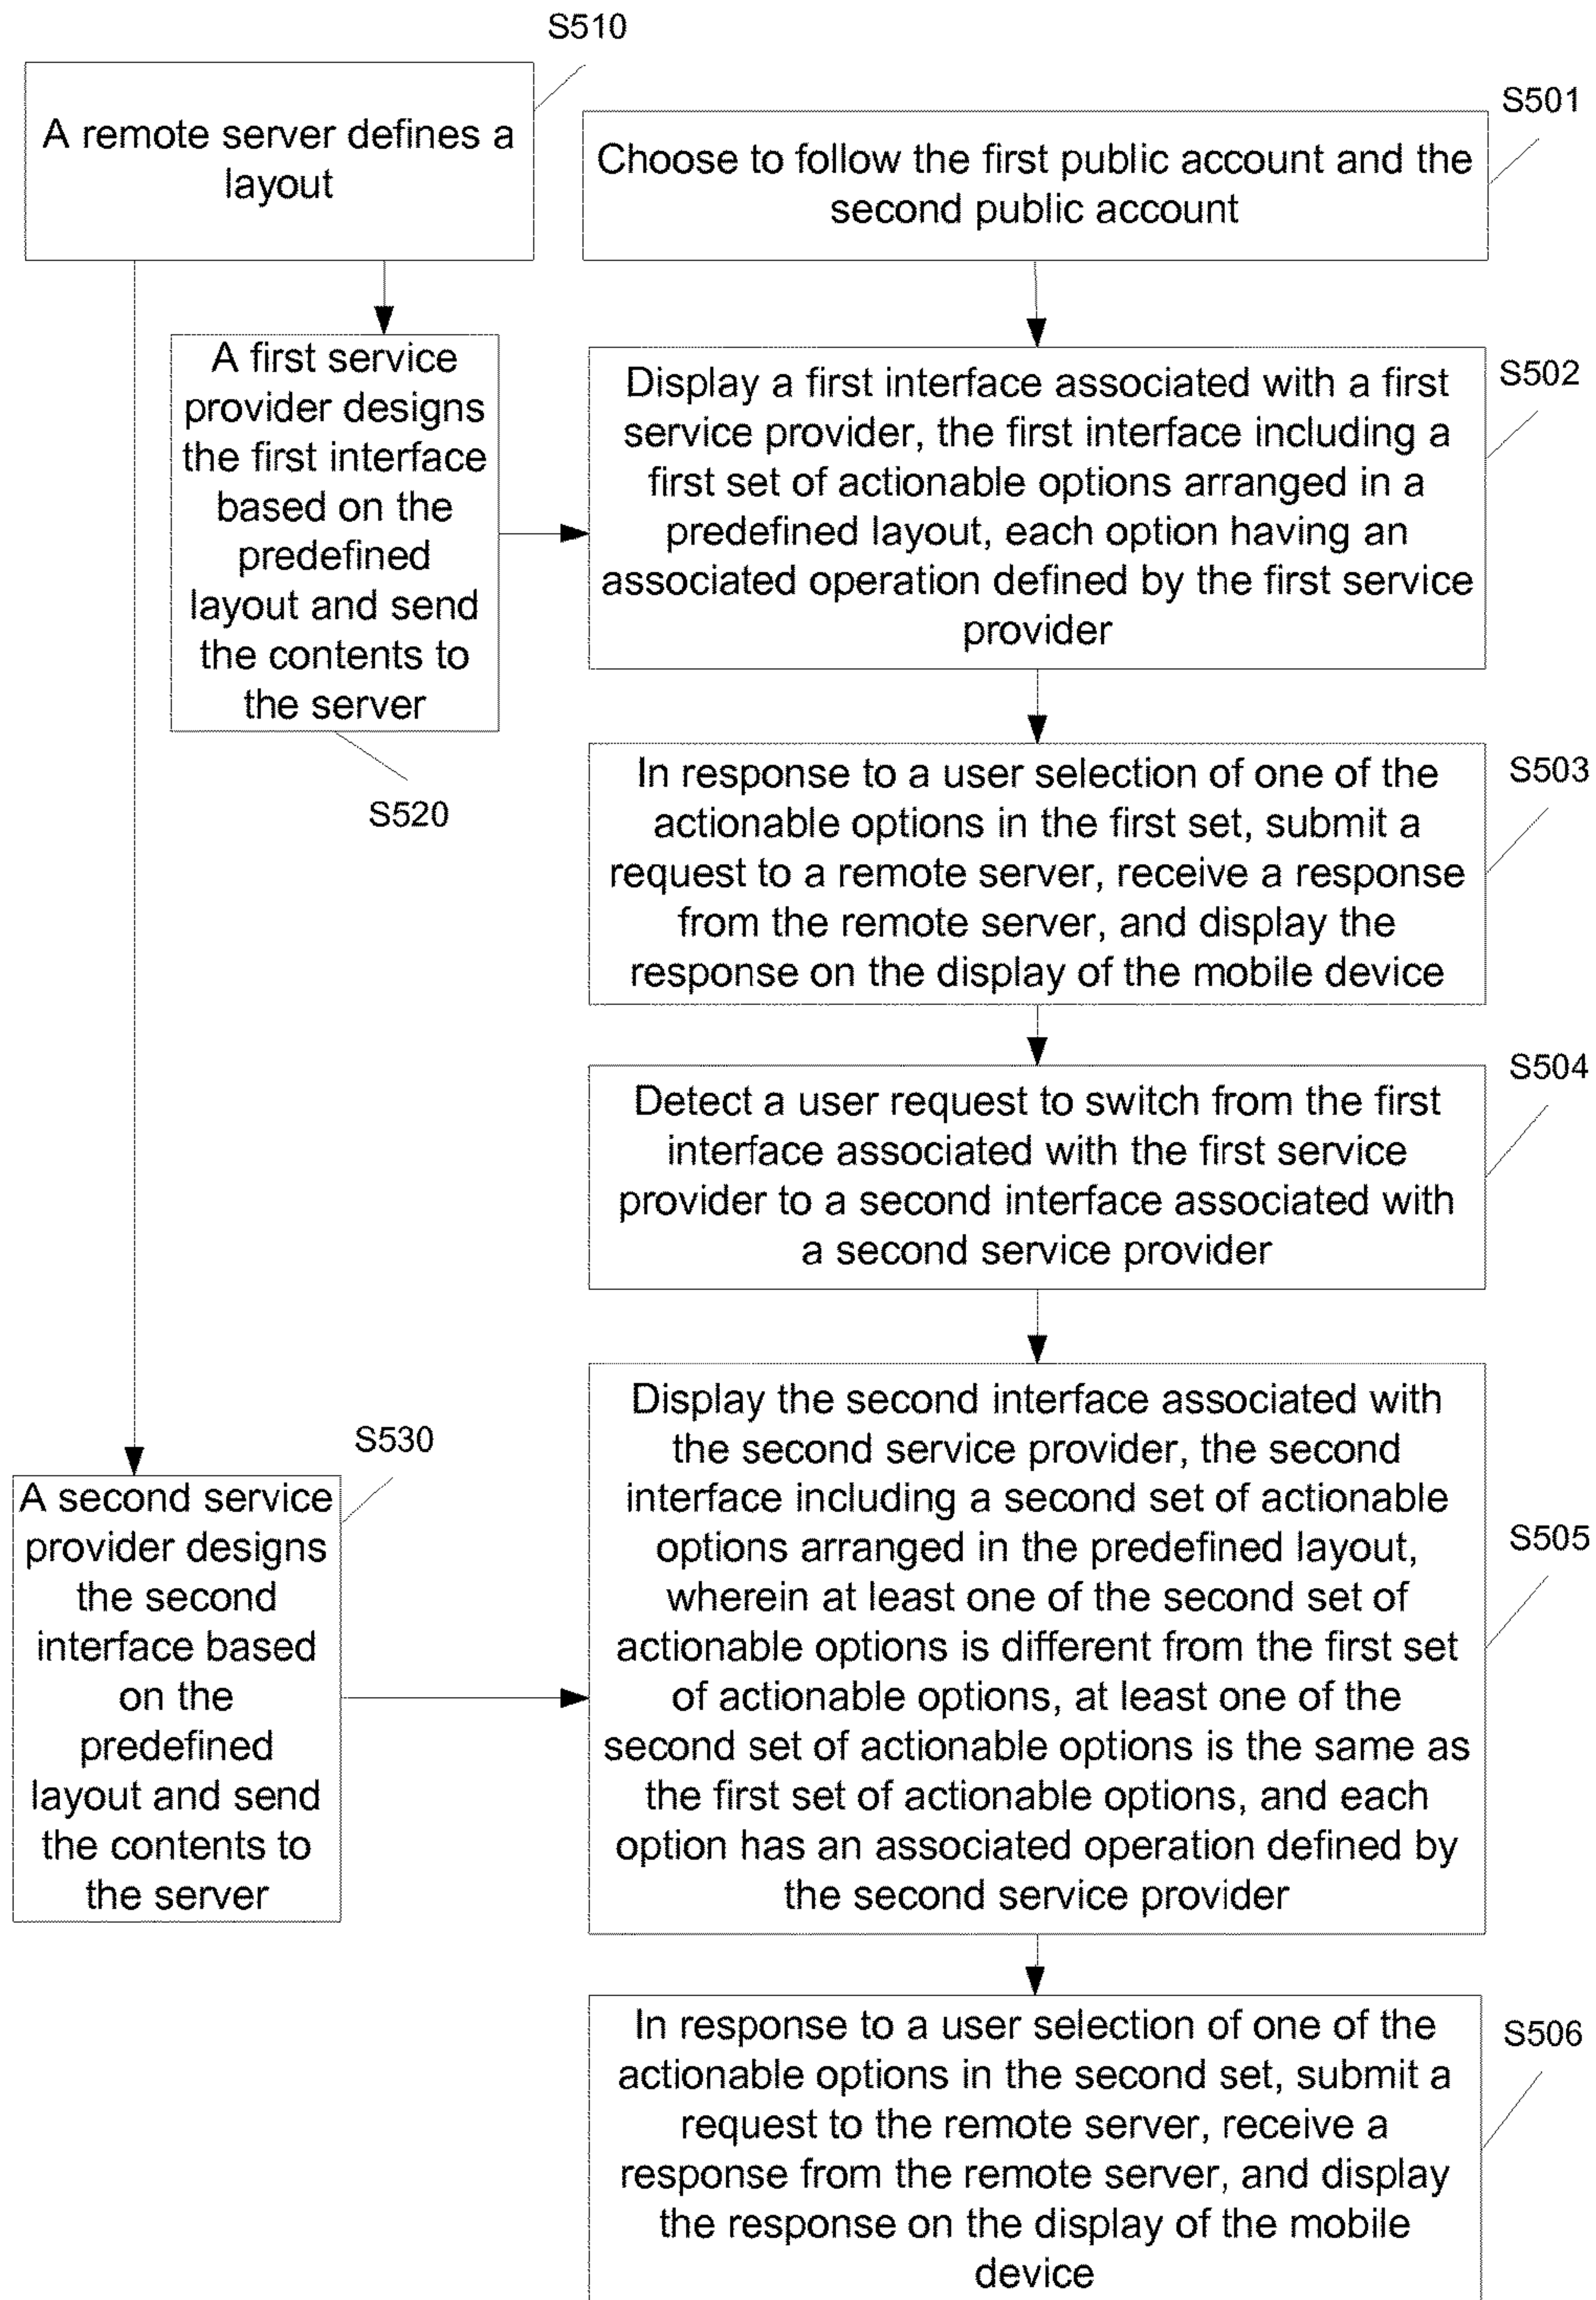 S510
A remote server defines a
layout
S501
Choose to follow the first public account and the
second public account
A first service
provider designs
the first interface
based on the
predefined
layout and send
the contents to
the server
S520
S502
Display a first interface associated with a first
service provider, the first interface including a
first set of actionable options arranged in a
predefined layout, each option having an
associated operation defined by the first service
provider
S503
In response to a user selection of one of the
actionable options in the first set, submit a
request to a remote server, receive a response
from the remote server, and display the
response on the display of the mobile device
S504
Detect a user request to switch from the first
interface associated with the first service
provider to a second interface associated with
a second service provider
S530
A second service
provider designs
the second
interface based
on the
predefined
layout and send
the contents to
the server
S505
Display the second interface associated with
the second service provider, the second
interface including a second set of actionable
options arranged in the predefined layout,
wherein at least one of the second set of
actionable options is different from the first set
of actionable options, at least one of the
second set of actionable options is the same as
the first set of actionable options, and each
option has an associated operation defined by
the second service provider
S506
In response to a user selection of one of the
actionable options in the second set, submit a
request to the remote server, receive a
response from the remote server, and display
the response on the display of the mobile
device